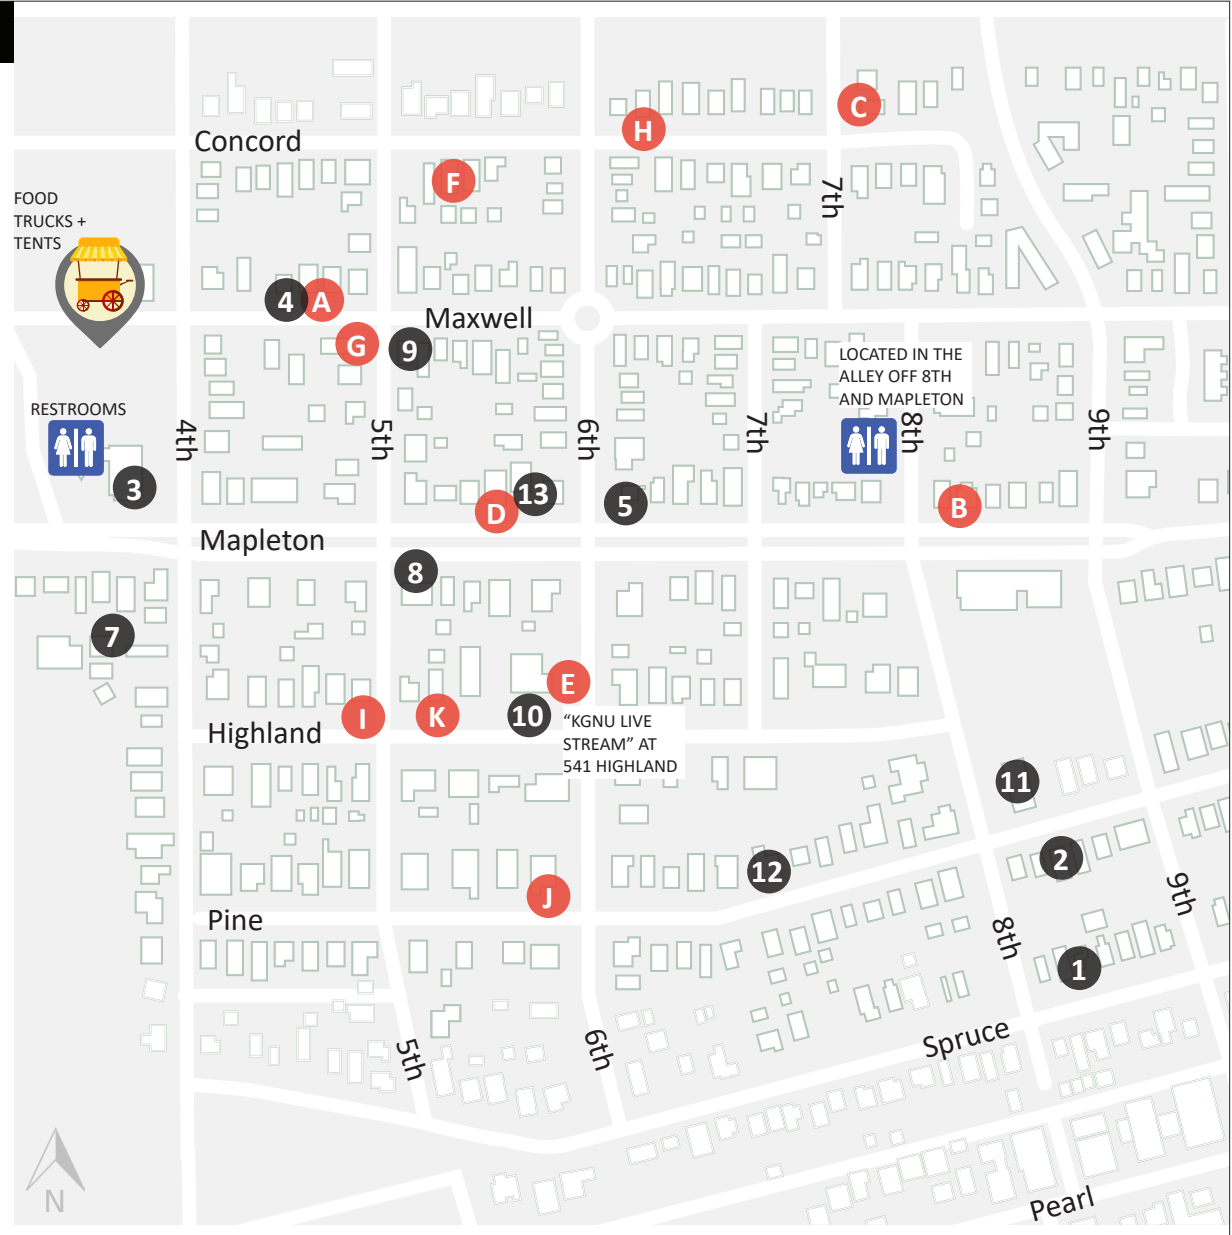 C
H
Concord
F
7th
FOOD
TRUCKS +
TENTS
4
A
Maxwell
G
9
LOCATED IN THE
ALLEY OFF 8TH
AND MAPLETON
RESTROOMS
4th
5th
6th
7th
8th
9th
3
D
13
5
B
Mapleton
8
7
E
I
K
10
Highland
"KGNU LIVE
STREAM" AT
541 HIGHLAND
11
2
12
J
Pine
9th
8th
1
5th
6th
Spruce
N
Pearl